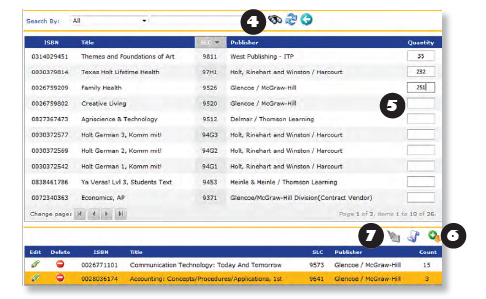 Search By: All 4
ISBN Title SLC Publisher Quantity
0314029451 Themes and Foundations of Art 9811 West Publishing - ITP 35
0030379814 Texas Holt Lifetime Health 97H1 Holt, Rinehart and Winston / Harcourt 232
0026759209 Family Health 9526 Glencoe / McGraw-Hill 251
0026759802 Creative Living 9520 Glencoe / McGraw-Hill 5
0827367473 Agriscience & Technology 9512 Delmar / Thomson Learning
0030372577 Holt German 3, Komm mit! 94G3 Holt, Rinehart and Winston / Harcourt
0030372569 Holt German 2, Komm mit! 94G2 Holt, Rinehart and Winston / Harcourt
0030372542 Holt German 1, Komm mit! 94G1 Holt, Rinehart and Winston / Harcourt
0838461786 Ya Veras! Lvl 3, Students Text 9453 Heinle & Heinle / Thomson Learning
0072340363 Economics, AP 9371 Glencoe/McGraw-Hill Division(Contract Vendor)
Change page: Page 1 of 3, items 1 to 10 of 26.
7 6
Edit Delete ISBN Title SLC Publisher Count
0026771101 Communication Technology: Today And Tomorrow 9573 Glencoe / McGraw-Hill 15
0028036174 Accounting: Concepts/Procedures/Applications, 1st 9641 Glencoe / McGraw-Hill 3